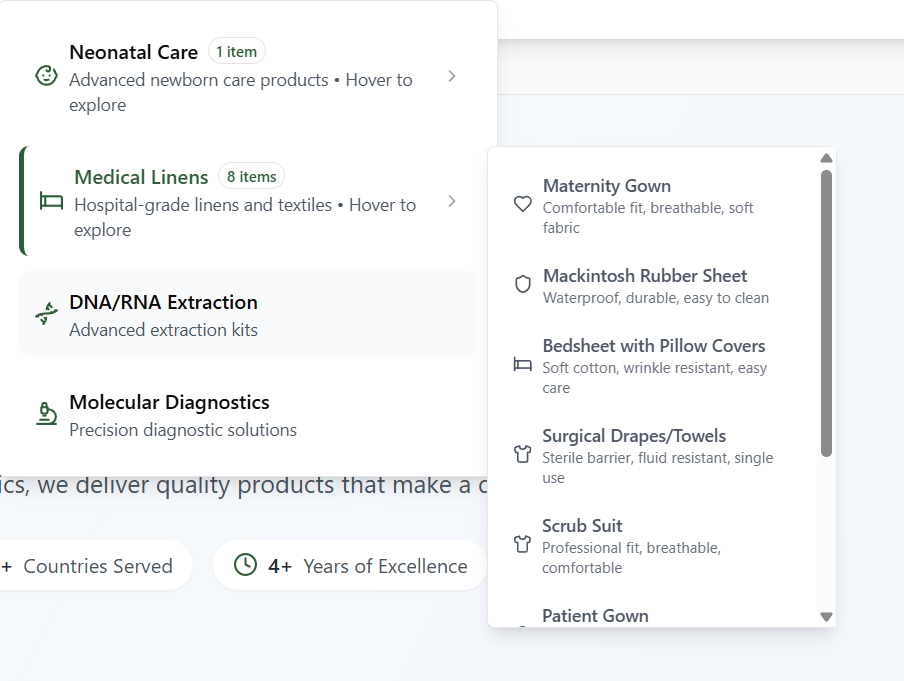 Neonatal Care 1 item
Advanced newborn care products • Hover to
explore
Medical Linens 8 items
Hospital-grade linens and textiles • Hover to
explore
DNA/RNA Extraction
Advanced extraction kits
Molecular Diagnostics
Precision diagnostic solutions
Maternity Gown
Comfortable fit, breathable, soft
fabric
Mackintosh Rubber Sheet
Waterproof, durable, easy to clean
Bedsheet with Pillow Covers
Soft cotton, wrinkle resistant, easy
care
Surgical Drapes/Towels
Sterile barrier, fluid resistant, single
use
Scrub Suit
Professional fit, breathable,
comfortable
Patient Gown
ics, we deliver quality products that make a
+ Countries Served
4+ Years of Excellence